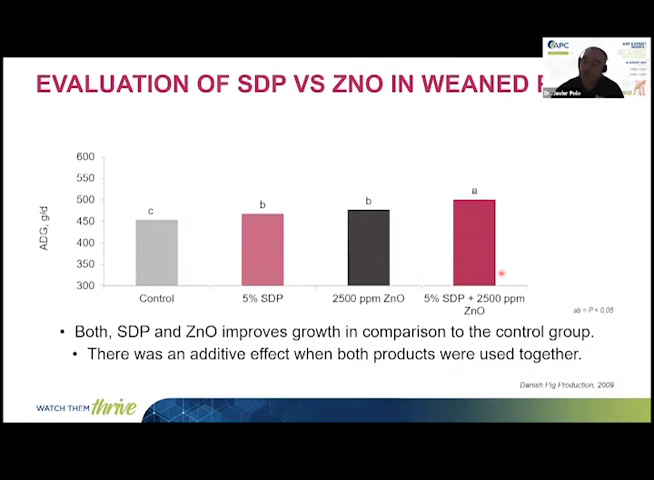 EVALUATION OF SDP VS ZNO IN WEANED
APC
Dr. Javier Polo
600
550
500
450
400
350
300
ADG, g/d
c
b
b
a
Control
5% SDP
2500 ppm ZnO
5% SDP + 2500 ppm
ZnO
ab = P < 0,05
• Both, SDP and ZnO improves growth in comparison to the control group.
• There was an additive effect when both products were used together.
Danish Pig Production, 2009
WATCH THEM thrive